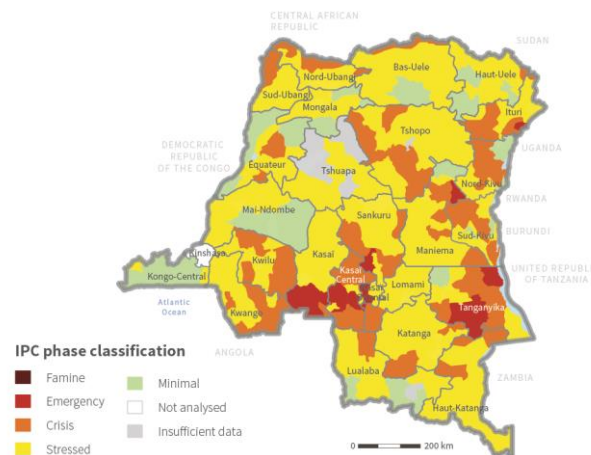 CENTRAL AFRICAN
REPUBLIC
SUDAN
Nord-Ubangi
Bas-Uele
Haut-Uele
Sud-Ubangi
Mongala
Ituri
Tshopo
DEMOCRATIC
REPUBLIC
OF THE CONGO
UGANDA
Équateur
Tshuapa
Nord-Kivu
RWANDA
Mai-Ndombe
Sankuru
Sud-Kivu
BURUNDI
Kinshasa
Kasaï
Maniema
Kwilu
UNITED REPUBLIC
OF TANZANIA
Kongo-Central
Kasaï
Central
Lomami
Atlantic
Ocean
Kwango
Tanganyika
Katanga
ANGOLA
Lualaba
ZAMBIA
Haut-Katanga
IPC phase classification
Famine
Emergency
Crisis
Stressed
Minimal
Not analysed
Insufficient data
0 200 km